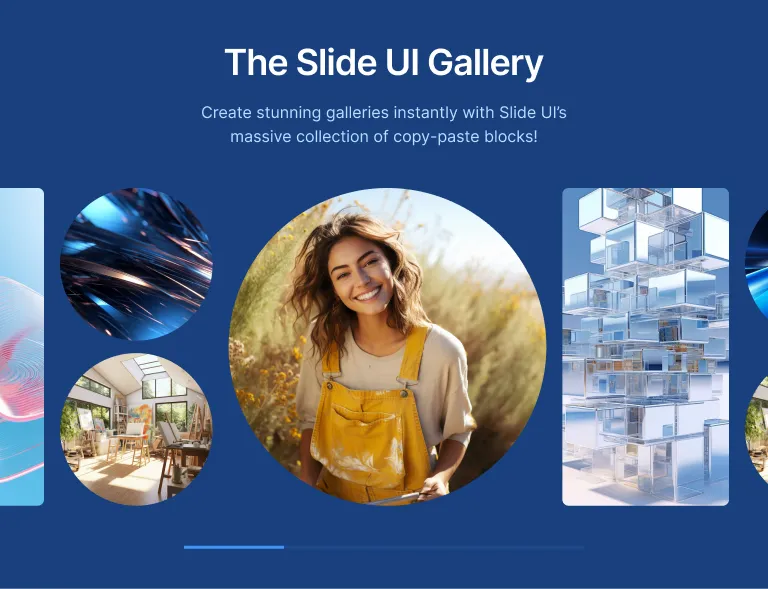 The Slide UI Gallery
Create stunning galleries instantly with Slide UI’s
massive collection of copy-paste blocks!